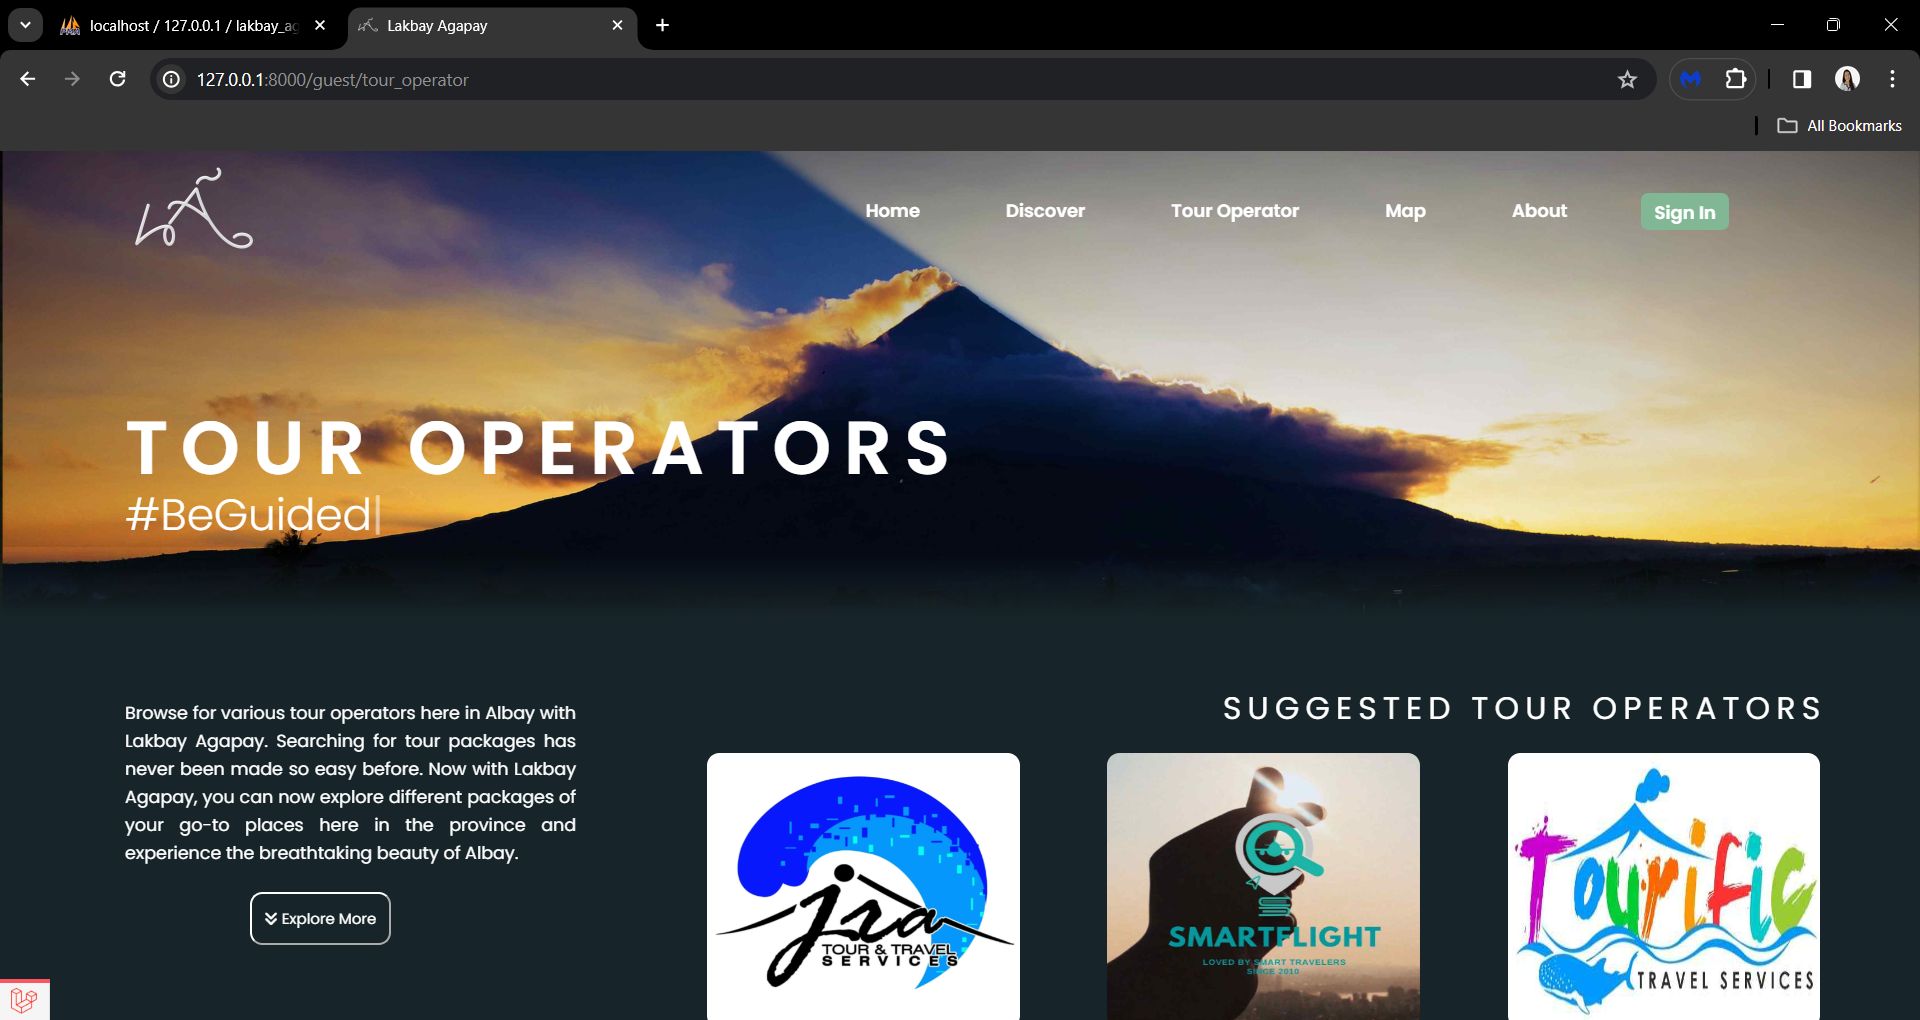 localhost / 127.0.0.1 / lakbay_ag
Lakbay Agapay
127.0.0.1:8000/guest/tour_operator
All Bookmarks
LA
Home
Discover
Tour Operator
Map
About
Sign In
TOUR OPERATORS
#BeGuided|
SUGGESTED TOUR OPERATORS
Browse for various tour operators here in Albay with
Lakbay Agapay. Searching for tour packages has
never been made so easy before. Now with Lakbay
Agapay, you can now explore different packages of
your go-to places here in the province and
experience the breathtaking beauty of Albay.
Explore More
jra
TOUR & TRAVEL
SERVICES
SMARTFLIGHT
LOVED BY SMART TRAVELERS
SINCE 2010
Tourific
TRAVEL SERVICES